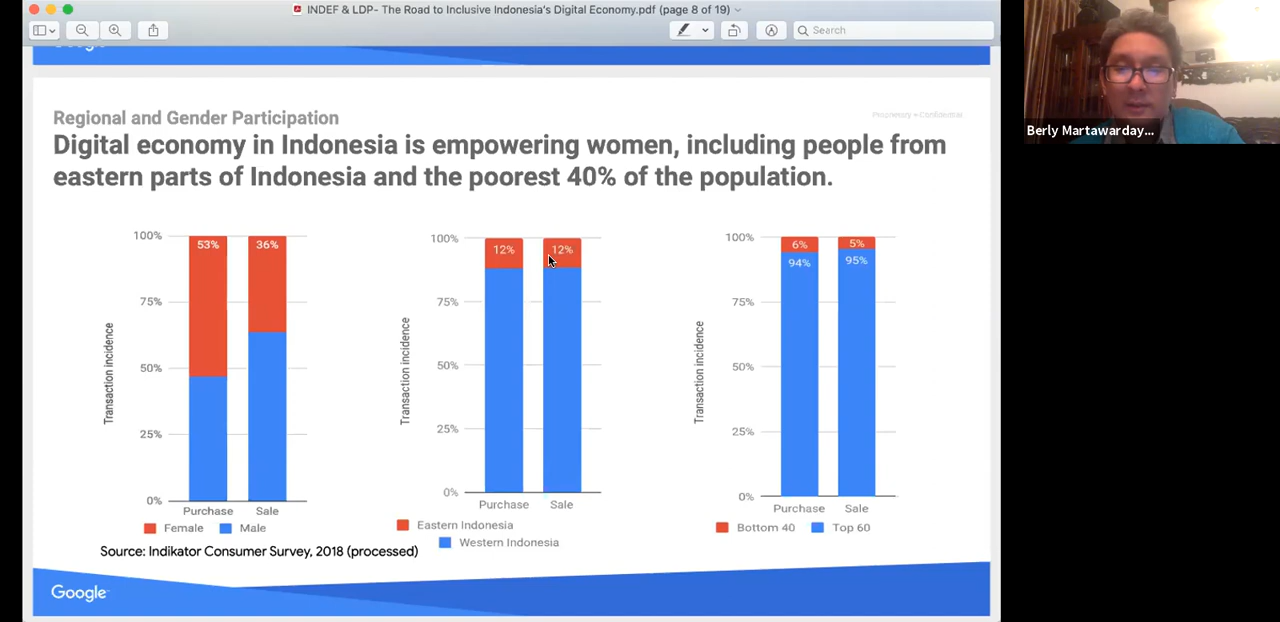 INDEF & LDP- The Road to Inclusive Indonesia's Digital Economy.pdf (page 8 of 19)
Search
Google
Regional and Gender Participation
Proprietary + Confidential
Digital economy in Indonesia is empowering women, including people from
eastern parts of Indonesia and the poorest 40% of the population.
Transaction incidence
100%
75%
50%
25%
0%
53%
36%
Purchase
Sale
Female
Male
Transaction incidence
100%
75%
50%
25%
0%
12%
12%
Purchase
Sale
Eastern Indonesia
Western Indonesia
Transaction incidence
100%
75%
50%
25%
0%
6%
5%
94%
95%
Purchase
Sale
Bottom 40
Top 60
Source: Indikator Consumer Survey, 2018 (processed)
Google
Berly Martawarday...